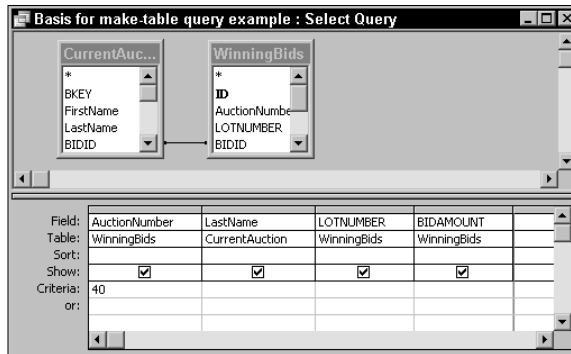 Basis for make-table query example : Select Query
CurrentAuc... WinningBids
* *
BKEY ID
FirstName AuctionNumbe
LastName LOTNUMBER
BIDID BIDID
Field: AuctionNumber LastName LOTNUMBER BIDAMOUNT
Table: WinningBids CurrentAuction WinningBids WinningBids
Sort:
Show:
Criteria: 40
or: